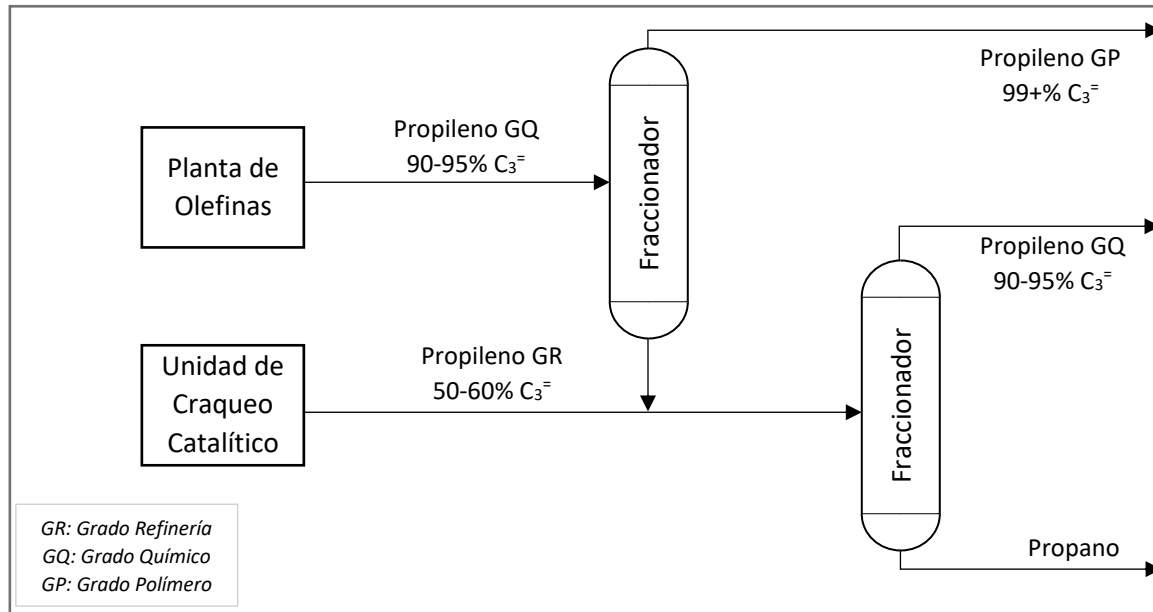 Propileno GP
99+% C₃⁼
Propileno GQ
90-95% C₃⁼
Planta de
Olefinas
Fraccionador
Propileno GQ
90-95% C₃⁼
Propileno GR
50-60% C₃⁼
Unidad de
Craqueo
Catalítico
Fraccionador
Propano
GR: Grado Refinería
GQ: Grado Químico
GP: Grado Polímero